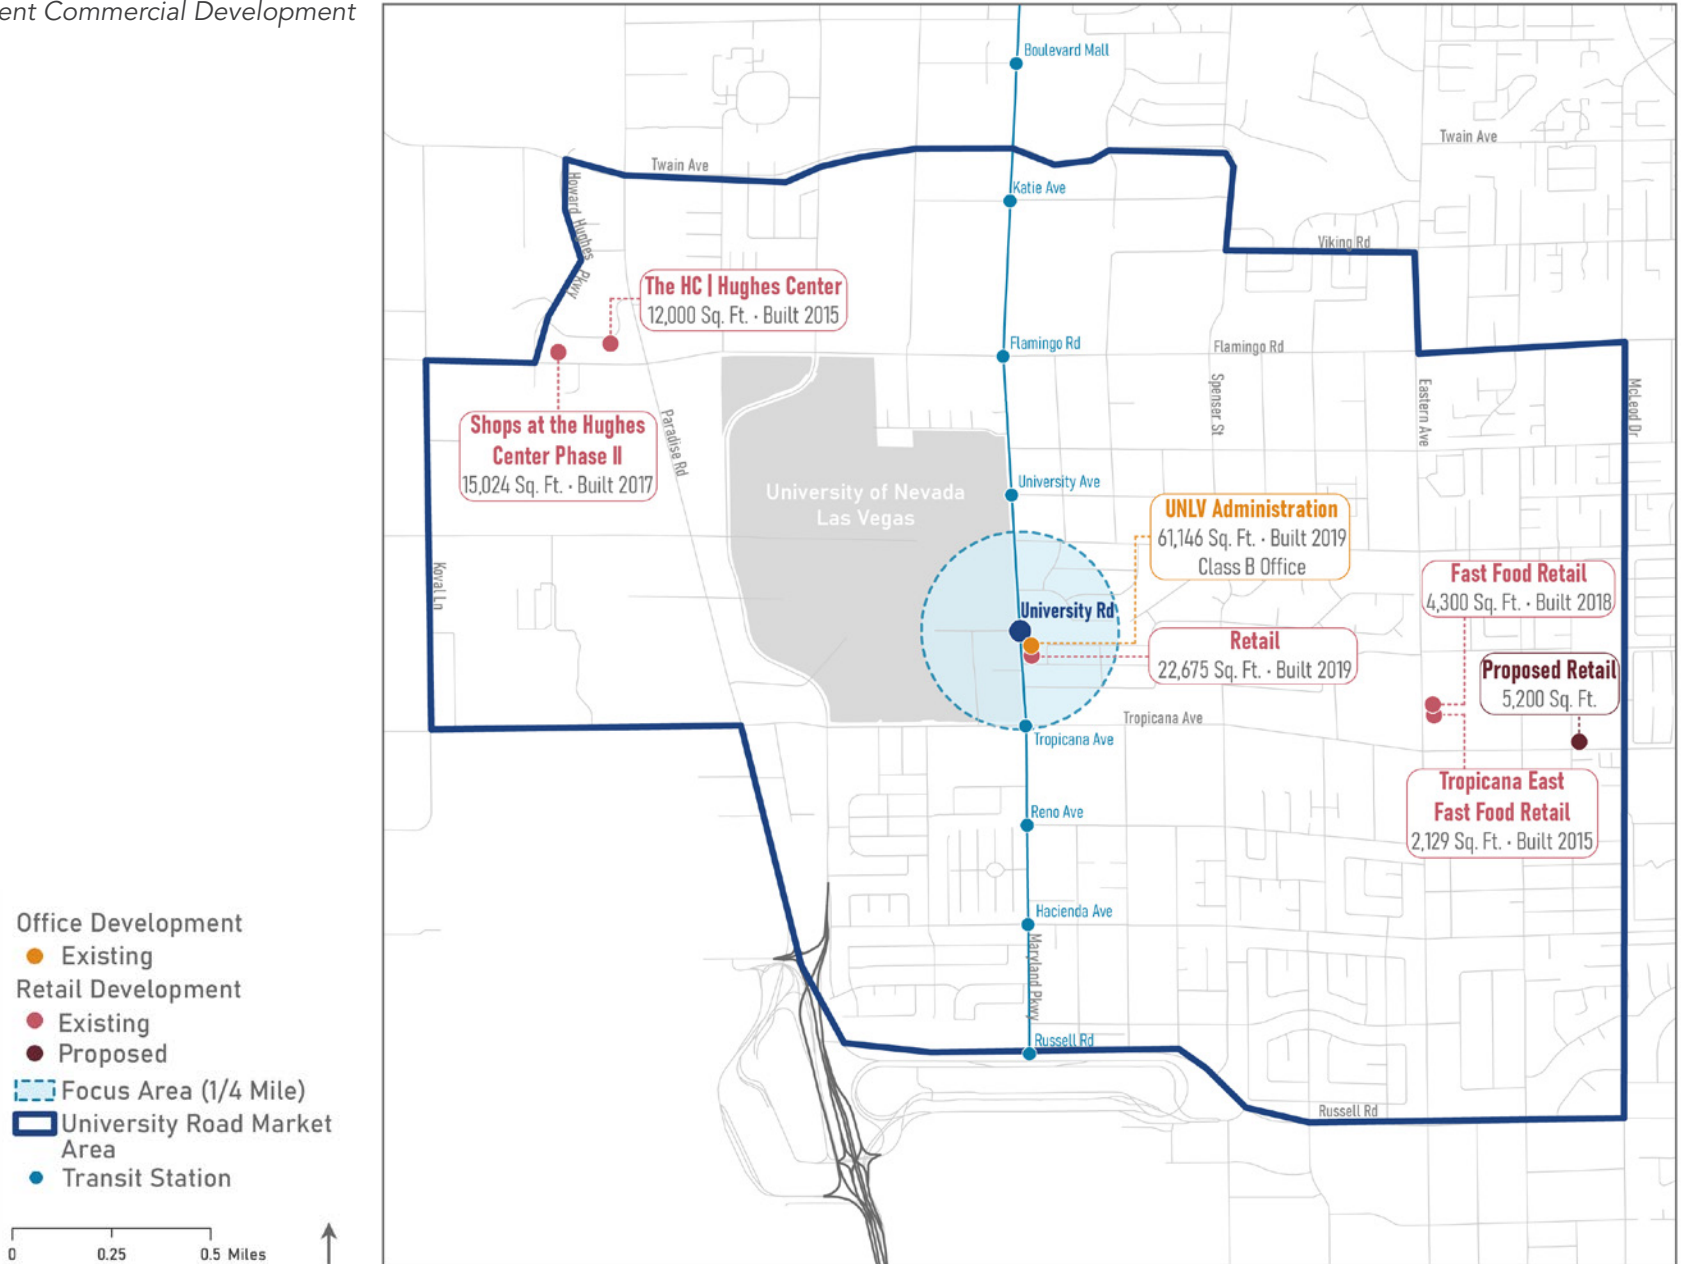 Commercial Development
Boulevard Mall
Twain Ave
Twain Ave
Katie Ave
Howard Hughes Pkwy
Viking Rd
The HC | Hughes Center
12,000 Sq. Ft. · Built 2015
Flamingo Rd
Flamingo Rd
Spenser St
Eastern Ave
McLeod Dr
Shops at the Hughes
Center Phase II
15,024 Sq. Ft. · Built 2017
Paradise Rd
University of Nevada
Las Vegas
University Ave
UNLV Administration
61,146 Sq. Ft. · Built 2019
Class B Office
Koval Ln
Fast Food Retail
4,300 Sq. Ft. · Built 2018
University Rd
Retail
22,675 Sq. Ft. · Built 2019
Proposed Retail
5,200 Sq. Ft.
Tropicana Ave
Tropicana Ave
Tropicana East
Fast Food Retail
2,129 Sq. Ft. · Built 2015
Reno Ave
Hacienda Ave
Maryland Pkwy
Russell Rd
Russell Rd
Office Development
Existing
Retail Development
Existing
Proposed
Focus Area (1/4 Mile)
University Road Market
Area
Transit Station
0 0.25 0.5 Miles